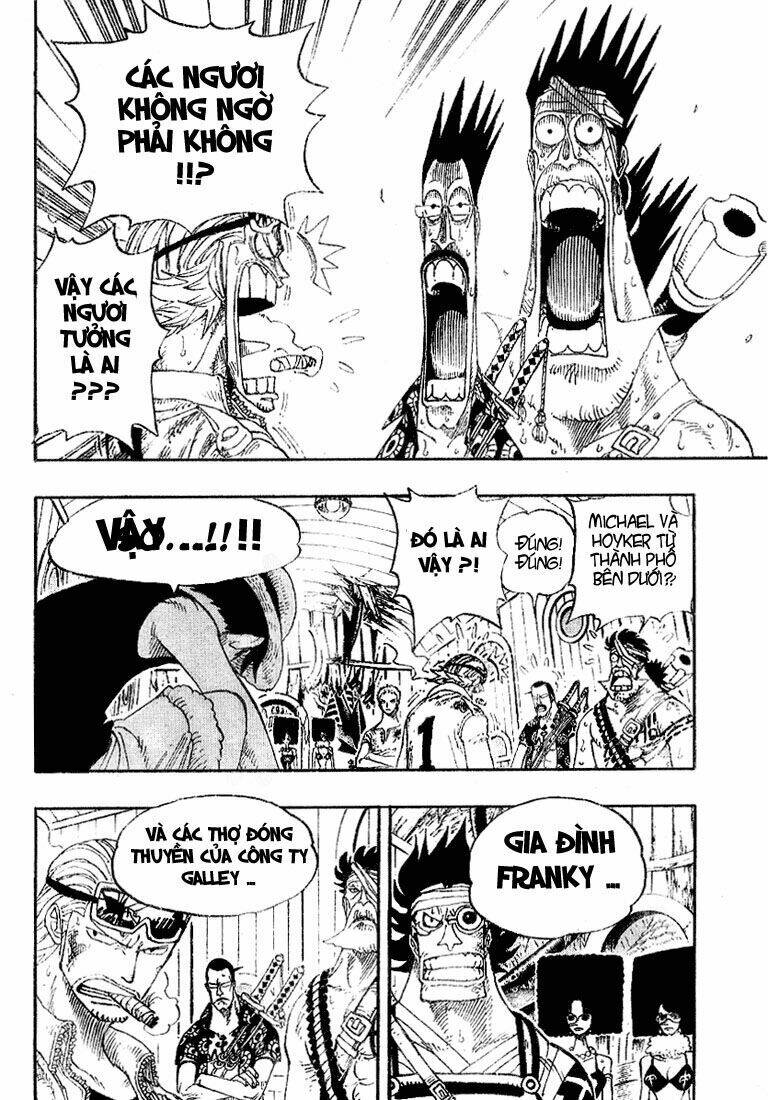 CÁC NGƯƠI
KHÔNG NGỜ
PHẢI KHÔNG
!!?
VẬY CÁC
NGƯƠI
TƯỞNG
LÀ AI
???
MICHAEL VÀ
HOYKER TỪ
THÀNH PHỐ
BÊN DƯỚI??
ĐÚNG!
ĐÚNG!
ĐÓ LÀ AI
VẬY ?!
VẬY ...!! !!
1
GIA ĐÌNH
FRANKY ...
VÀ CÁC THỢ ĐÓNG
THUYỀN CỦA CÔNG TY
GALLEY ...